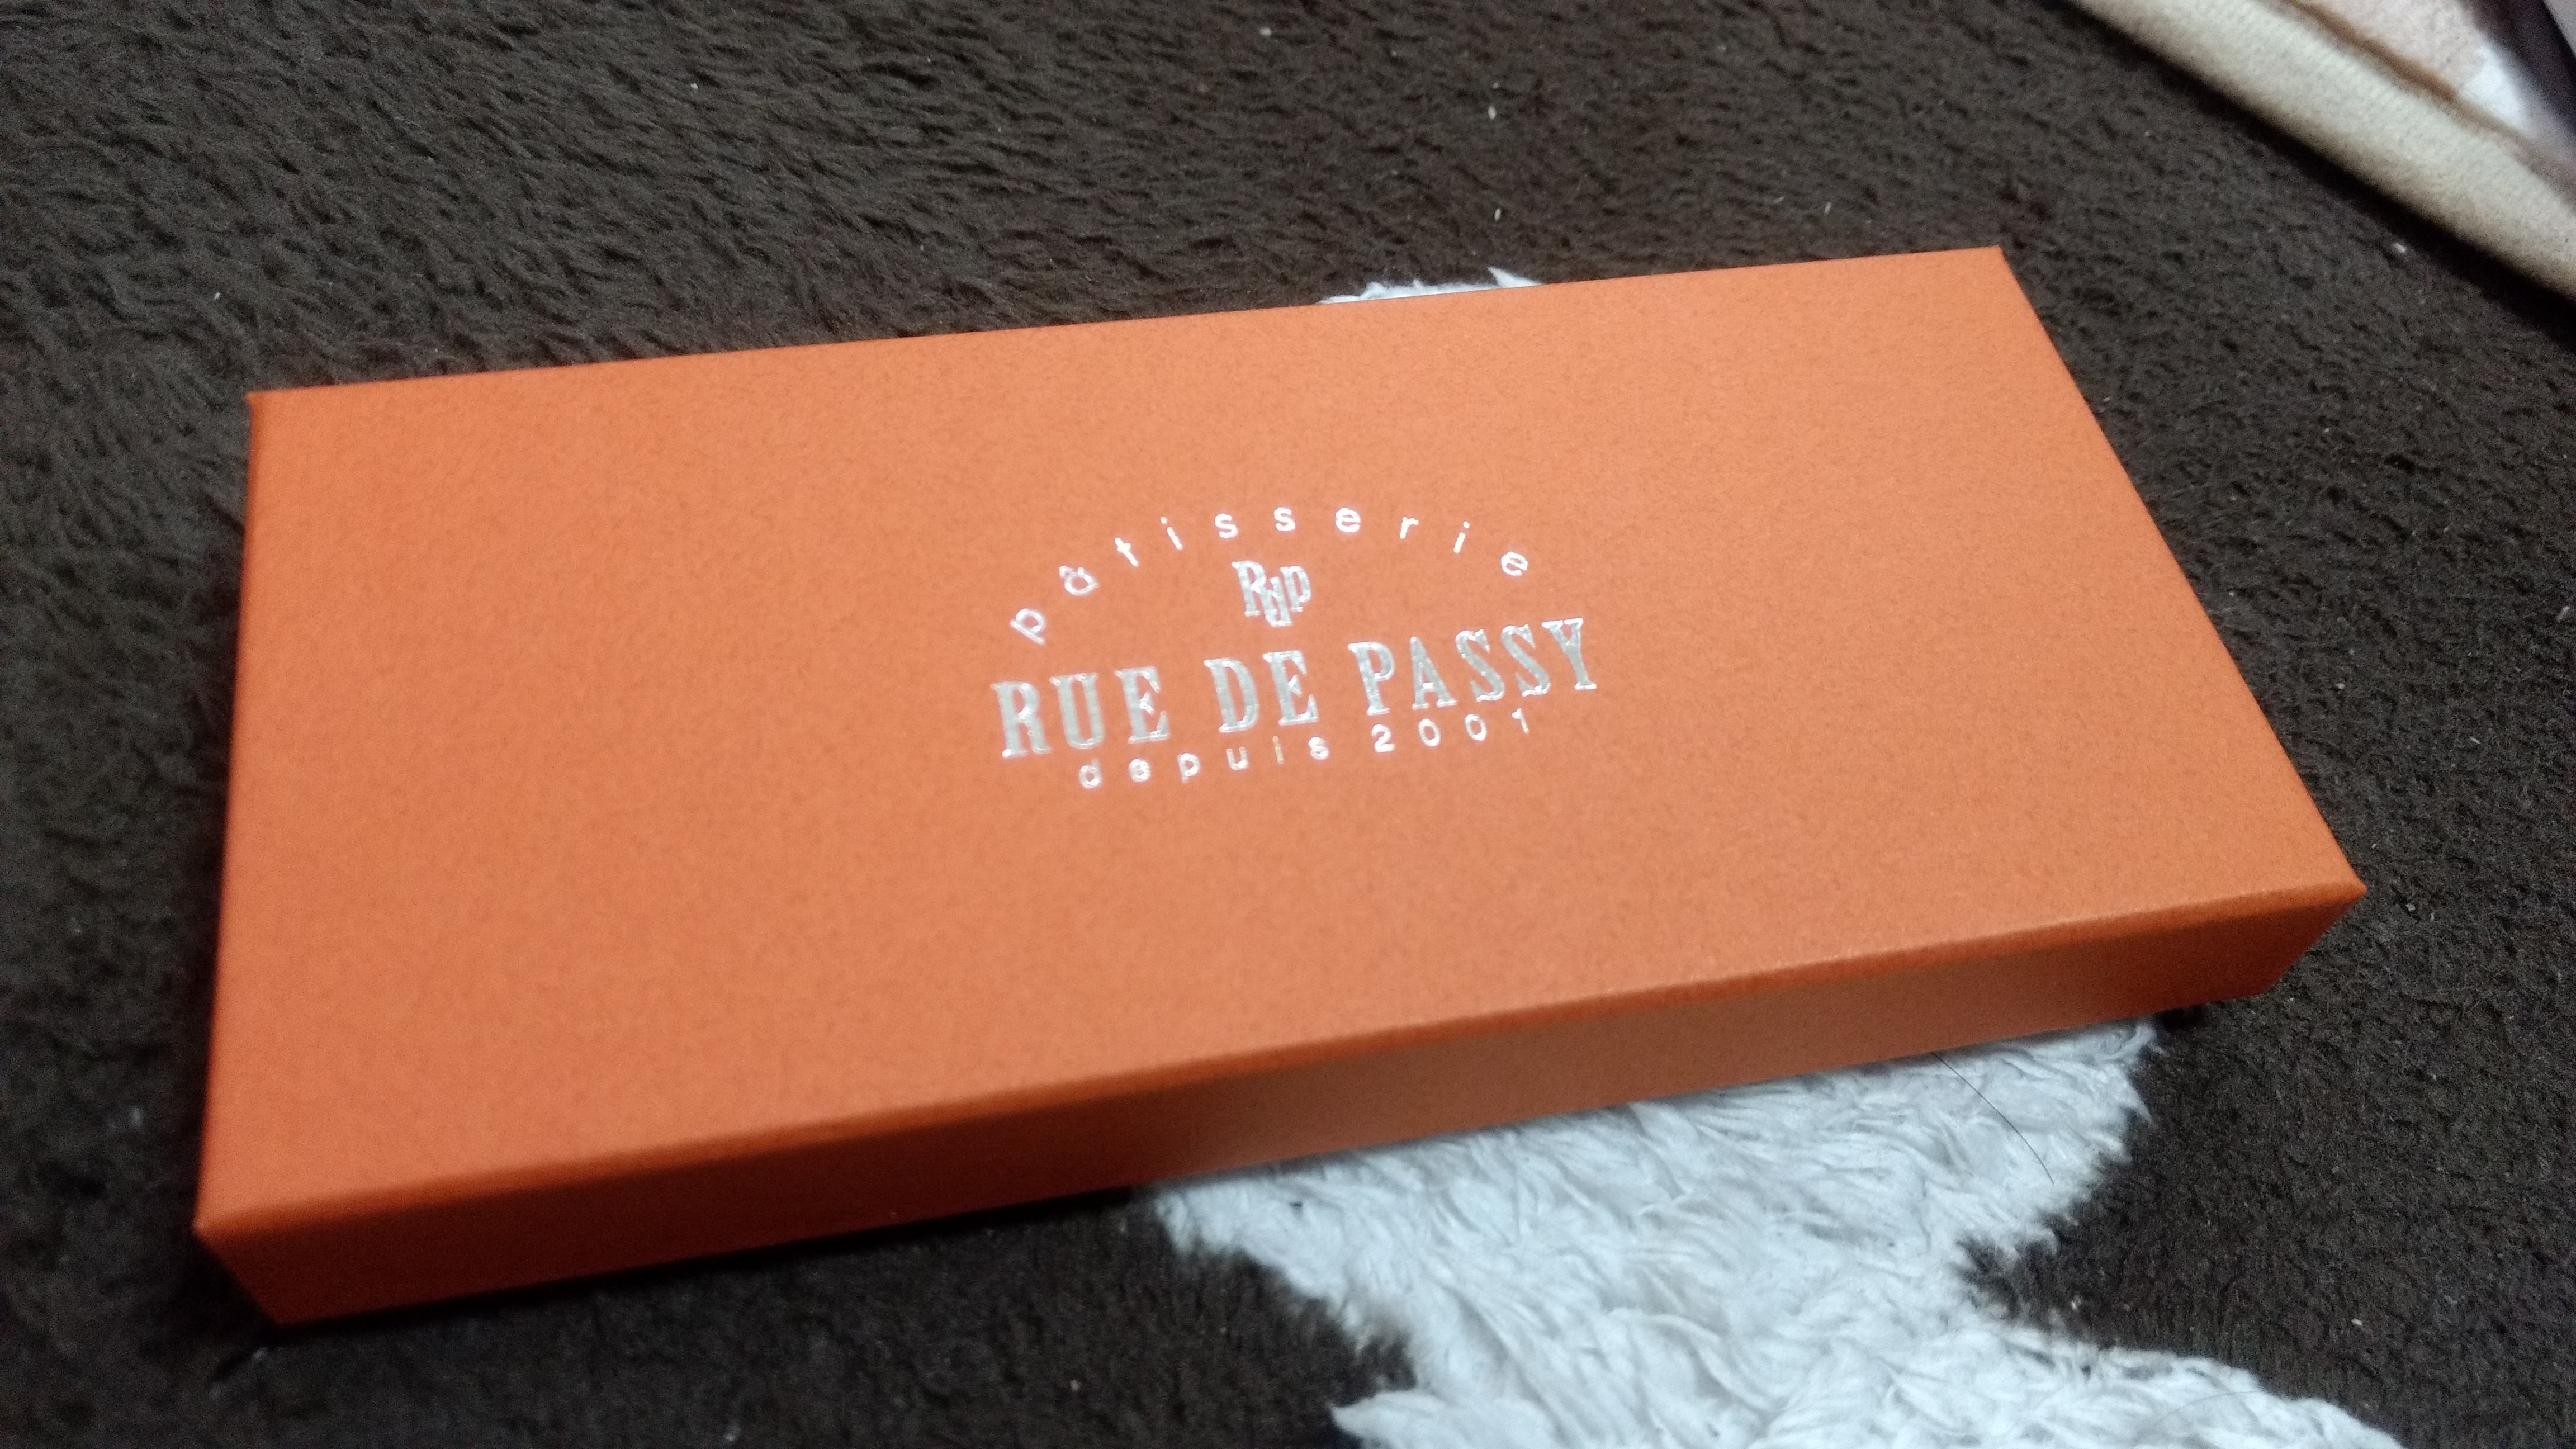 pâtisserie
RdP
RUE DE PASSY
depuis 2001